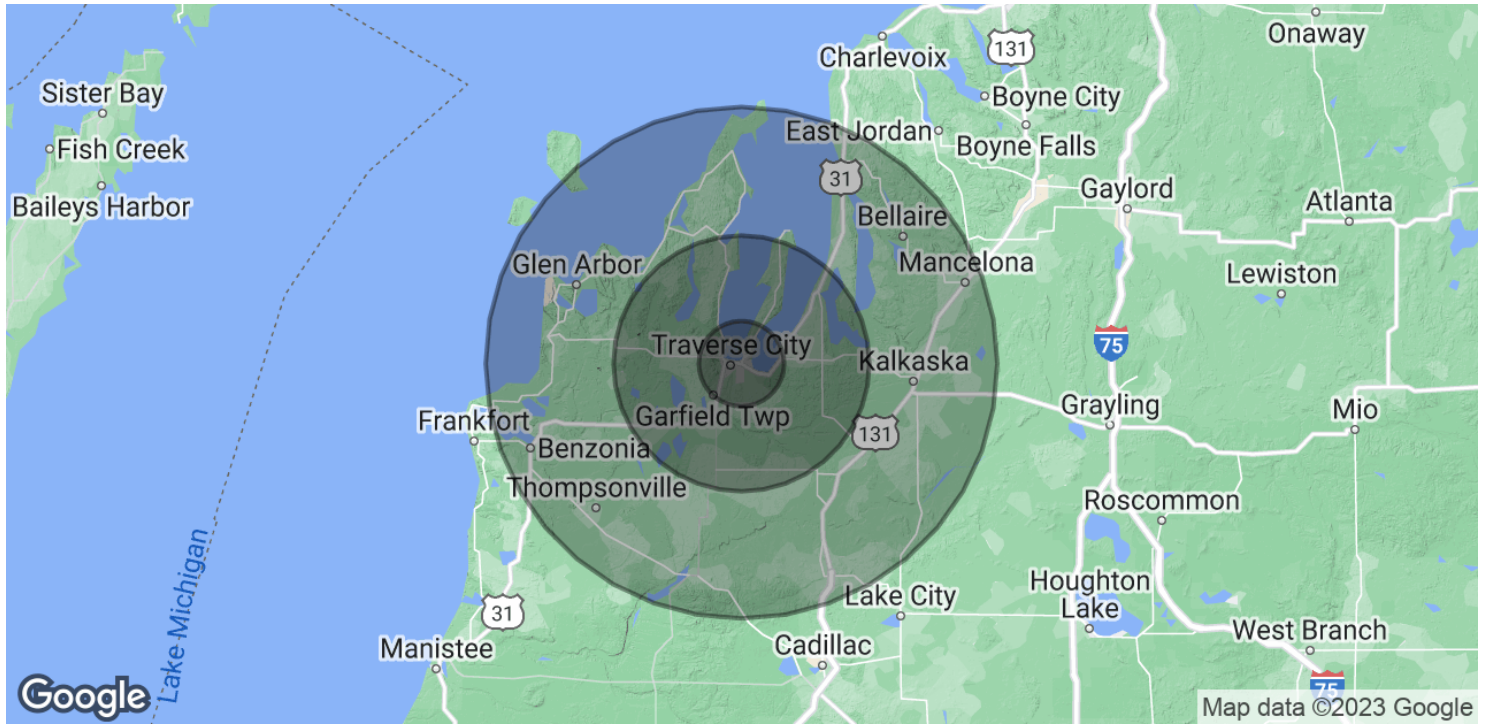 Onaway
Charlevoix
131
Sister Bay
Boyne City
East Jordan
Fish Creek
Boyne Falls
31
Gaylord
Baileys Harbor
Atlanta
Bellaire
Glen Arbor
Mancelona
Lewiston
Traverse City
75
Kalkaska
Garfield Twp
Grayling
Mio
Frankfort
131
Benzonia
Thompsonville
Roscommon
Lake Michigan
Houghton
Lake
Lake City
31
West Branch
Manistee
Cadillac
75
Google
Map data ©2023 Google